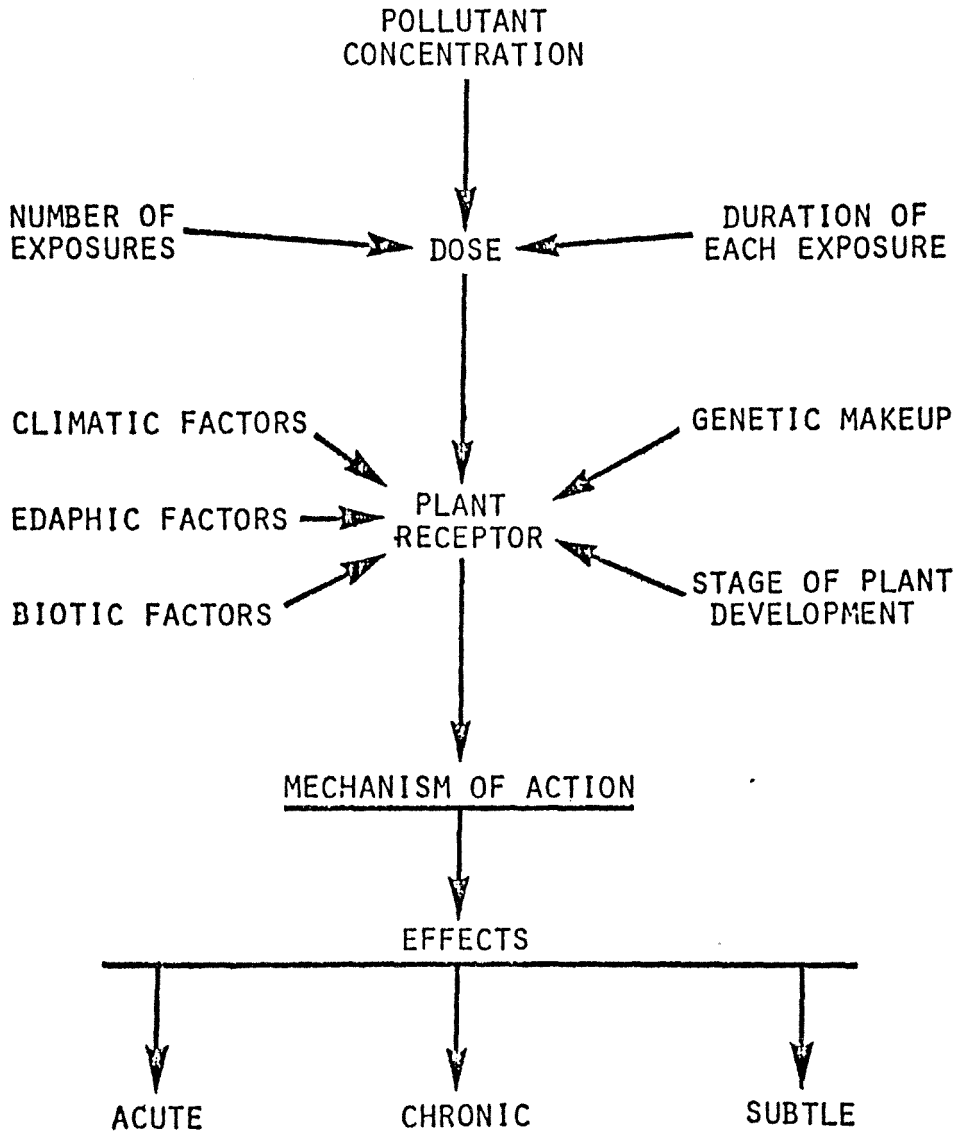 POLLUTANT
CONCENTRATION
NUMBER OF
EXPOSURES
DOSE
DURATION OF
EACH EXPOSURE
CLIMATIC FACTORS
GENETIC MAKEUP
EDAPHIC FACTORS
PLANT
RECEPTOR
BIOTIC FACTORS
STAGE OF PLANT
DEVELOPMENT
MECHANISM OF ACTION
EFFECTS
ACUTE
CHRONIC
SUBTLE